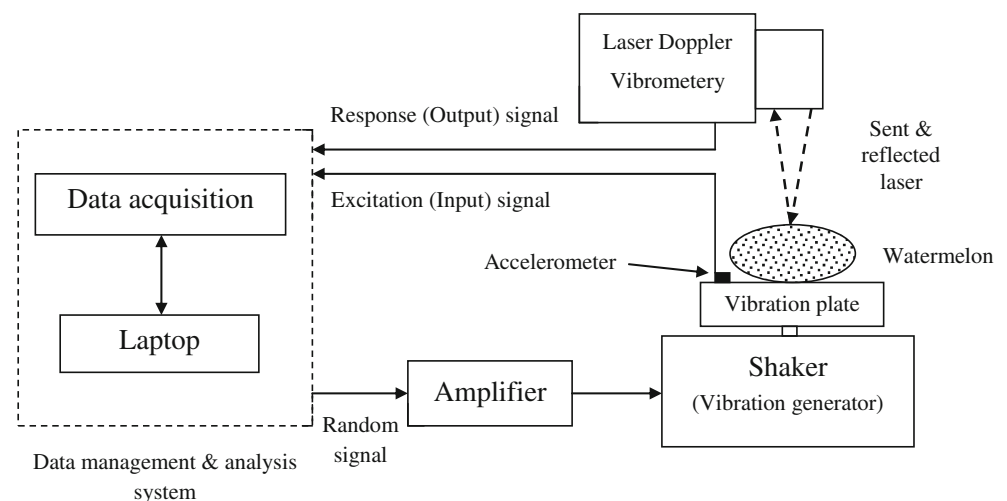 Laser Doppler
Vibrometery
Response (Output) signal
Sent &
reflected
laser
Data acquisition
Excitation (Input) signal
Accelerometer
Watermelon
Vibration plate
Laptop
Shaker
(Vibration generator)
Amplifier
Random
signal
Data management & analysis
system